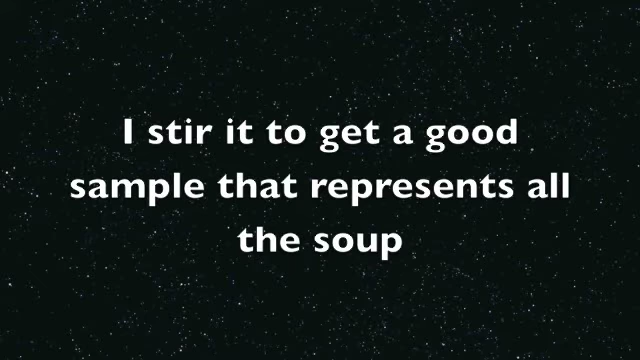 I stir it to get a good
sample that represents all
the soup